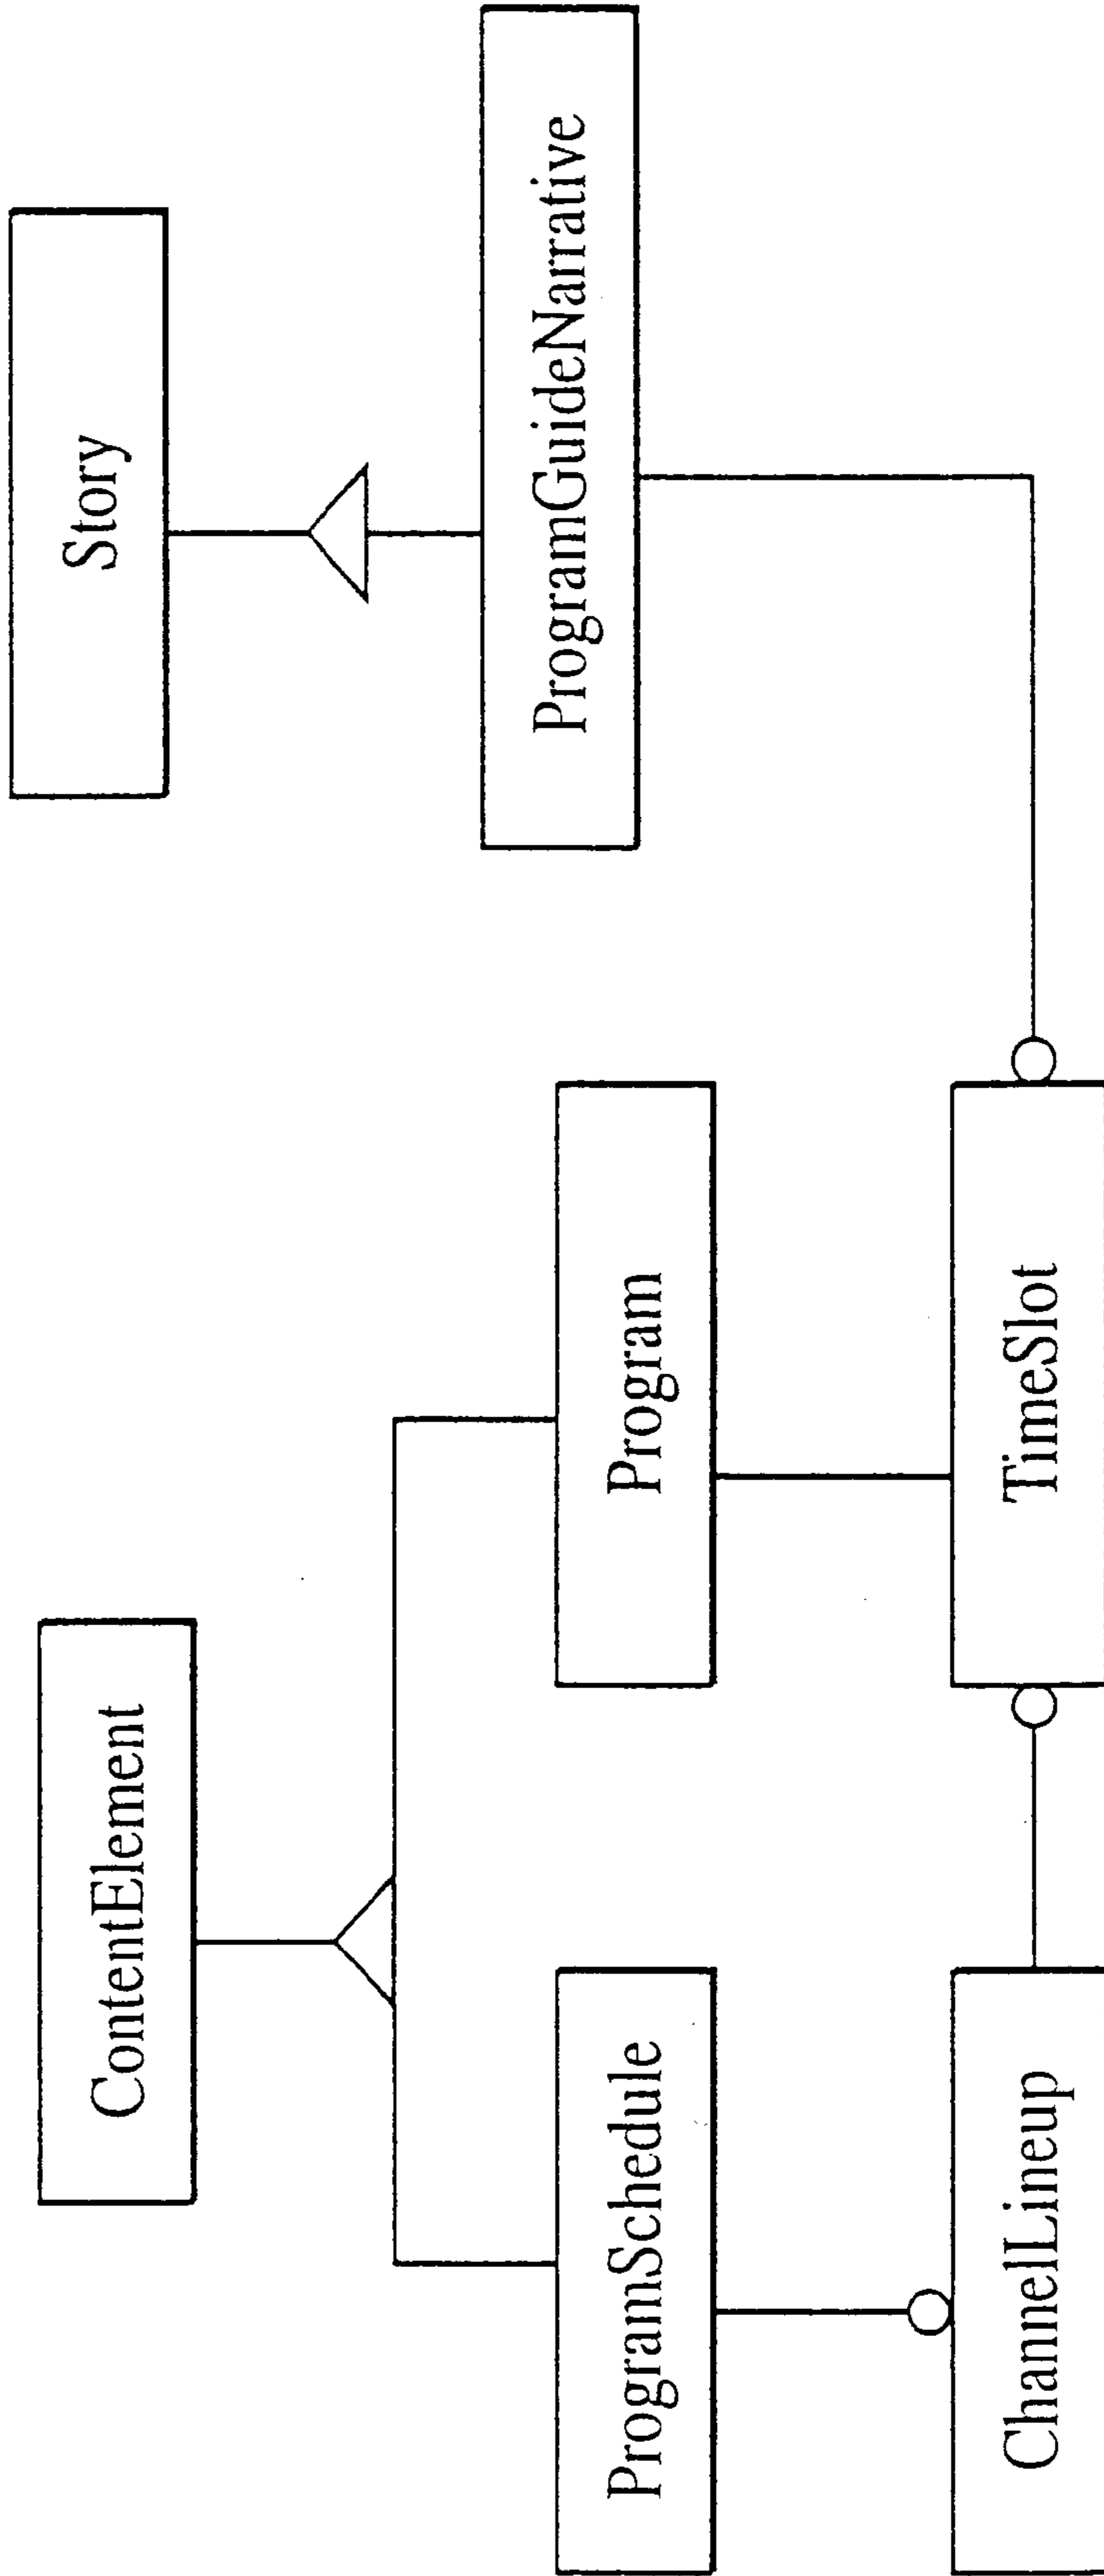 ContentElement
Story
ProgramSchedule
Program
ProgramGuideNarrative
ChannelLineup
TimeSlot